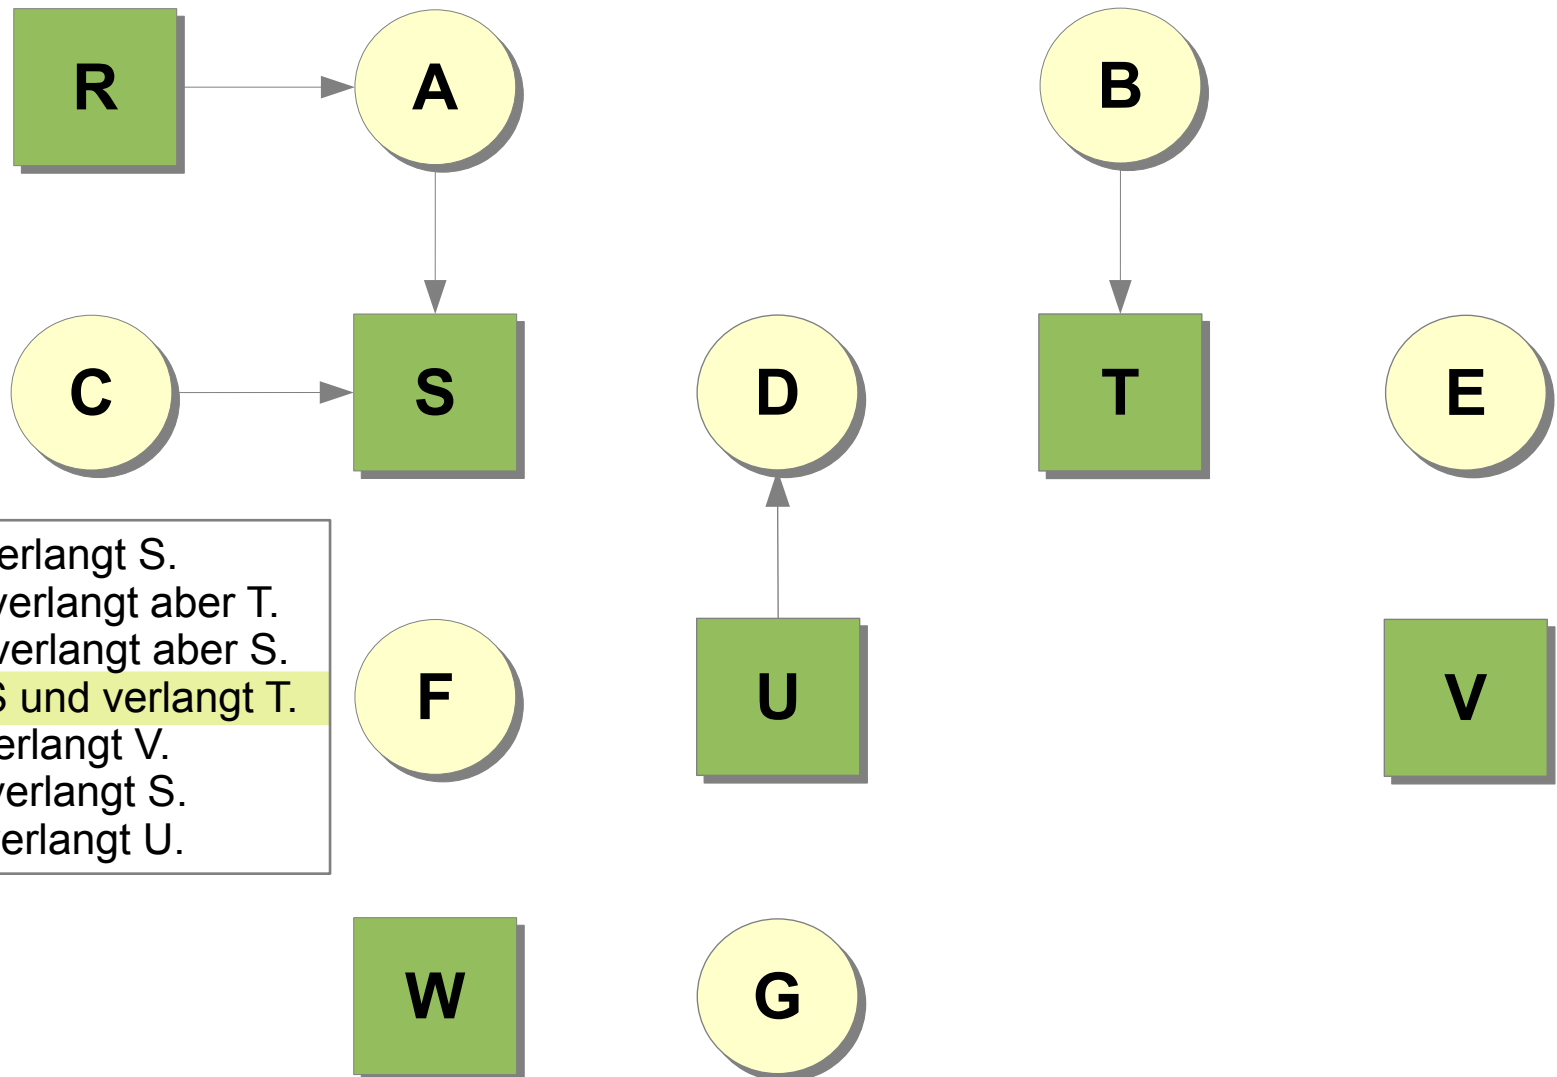 R A B
C S D T E
erlangt S.
verlangt aber T.
verlangt aber S.
S und verlangt T.
erlangt V.
verlangt S.
erlangt U.
F U V
W G